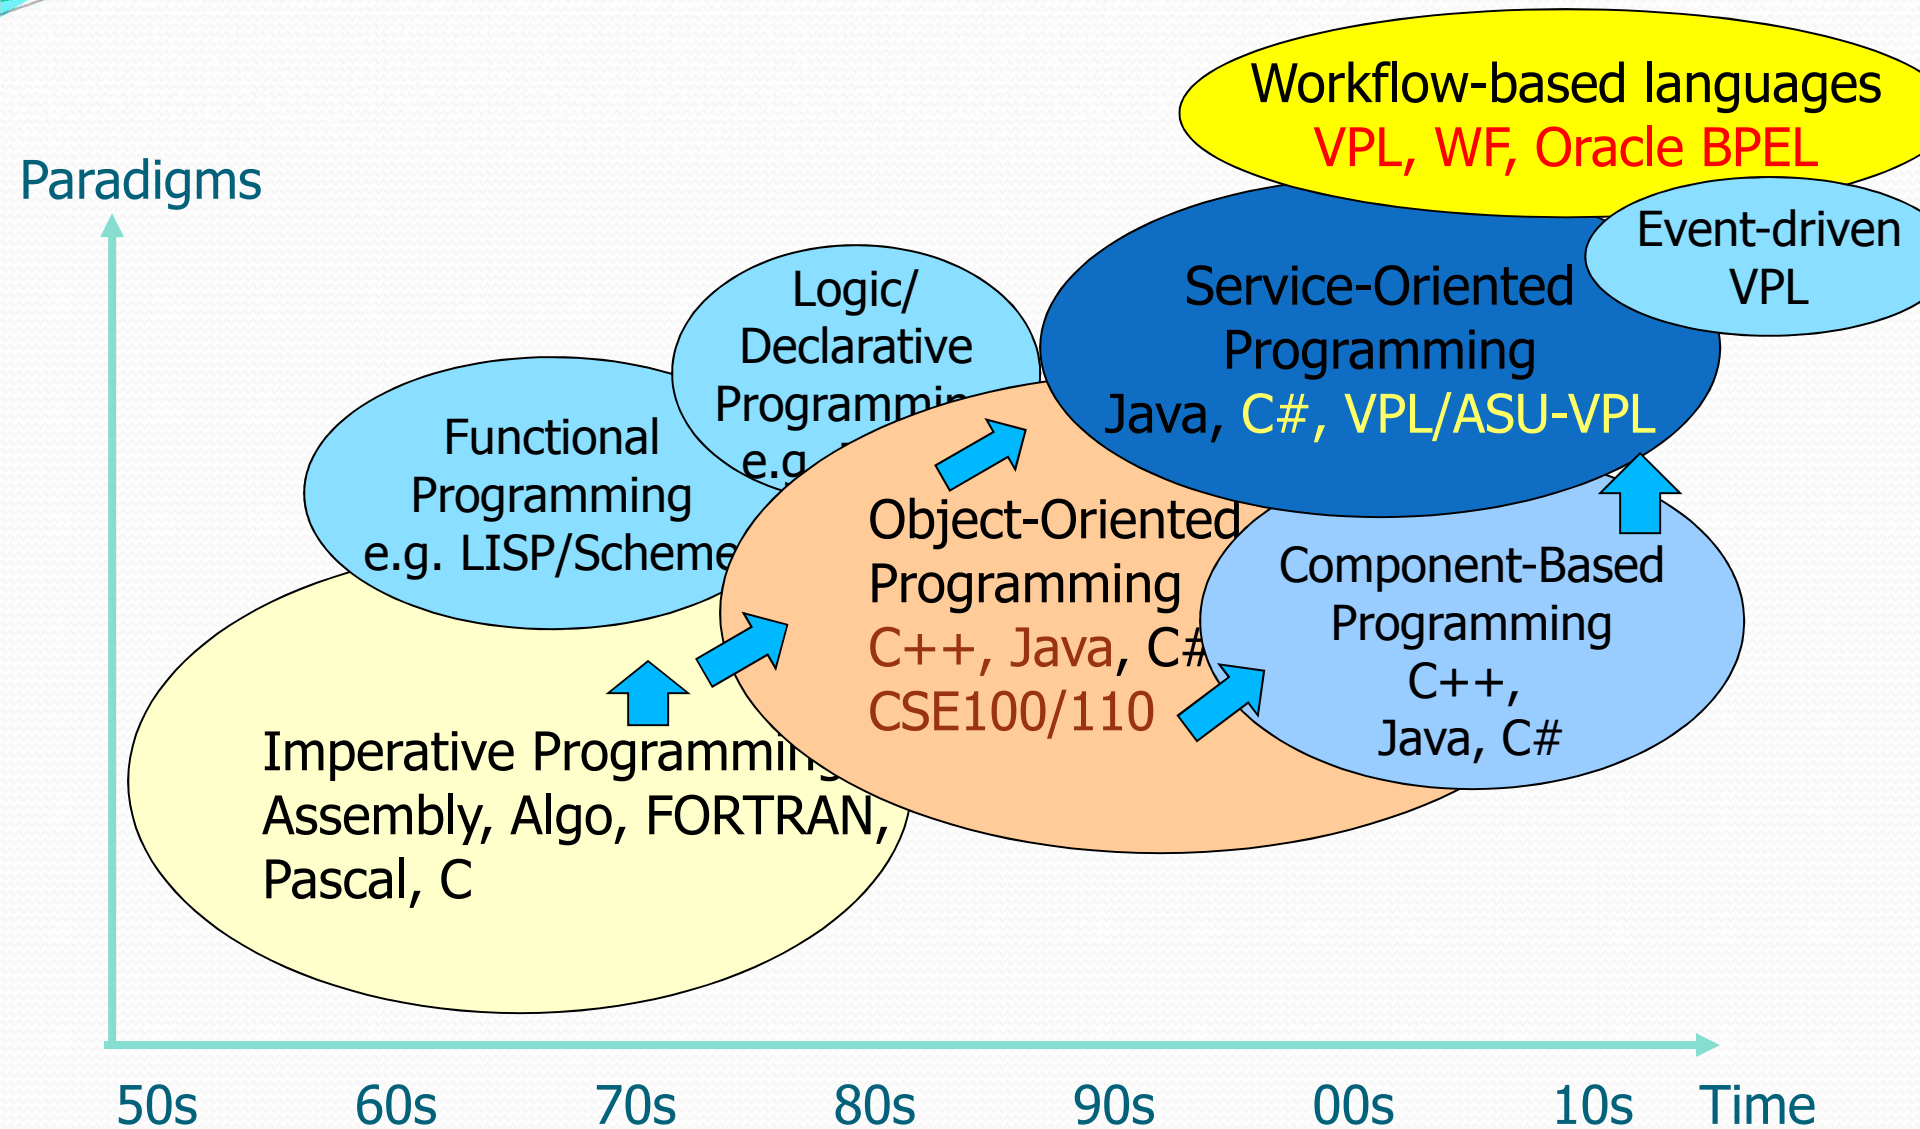 Workflow-based languages
VPL, WF, Oracle BPEL
Paradigms
Event-driven
VPL
Logic/
Declarative
e.g.
Service-Oriented
Programming
Java, C#, VPL/ASU-VPL
Functional
Programming
e.g. LISP/Scheme
Object-Oriented
Programming
C++, Java, C#
CSE100/110
Component-Based
Programming
C++,
Java, C#
Imperative Programming
Assembly, Algo, FORTRAN,
Pascal, C
50s 60s 70s 80s 90s 00s 10s Time